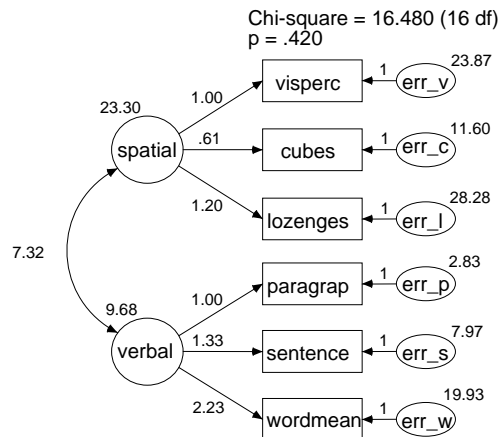 Chi-square = 16.480 (16 df)
p = .420
23.87
1.00
visperc
1
err_v
23.30
11.60
spatial
.61
cubes
1
err_c
28.28
1.20
lozenges
1
err_l
7.32
2.83
1.00
paragrap
1
err_p
9.68
7.97
verbal
1.33
sentence
1
err_s
19.93
2.23
wordmean
1
err_w